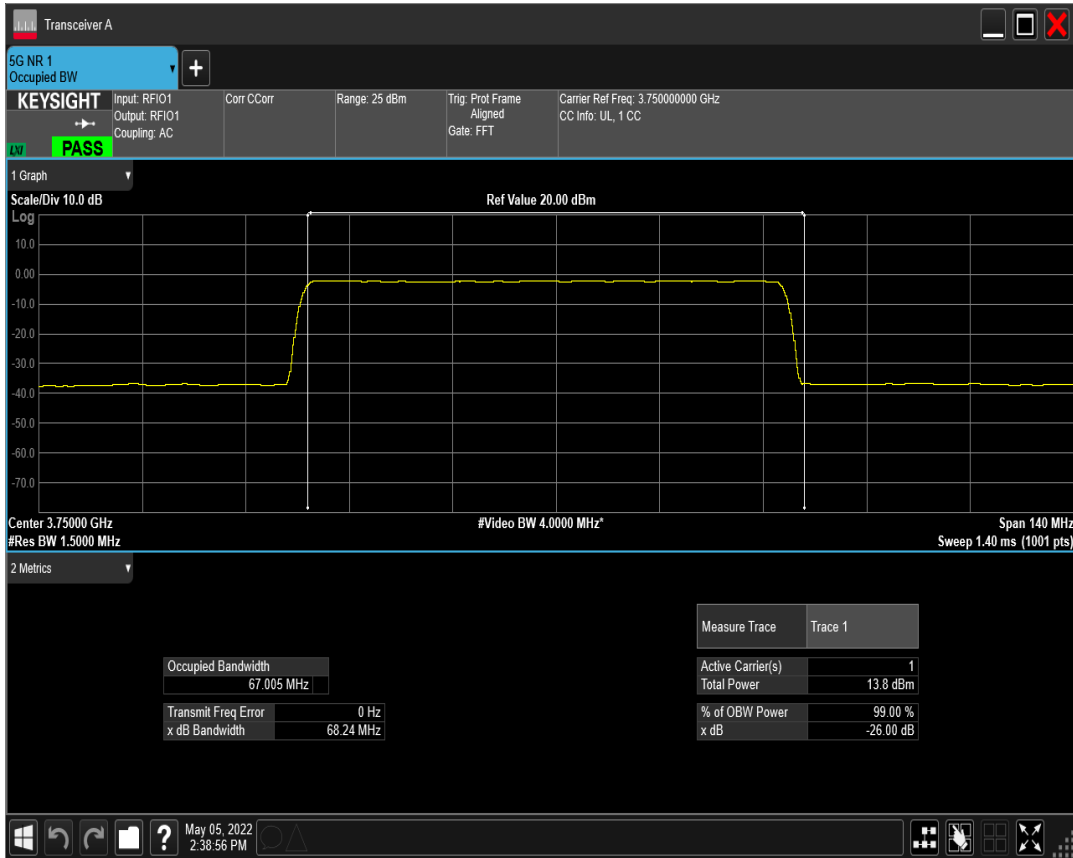 Transceiver A
5G NR 1
Occupied BW
KEYSIGHT
Input: RFIO1
Output: RFIO1
Coupling: AC
Corr CCorr
Range: 25 dBm
Trig: Prot Frame
Aligned
Gate: FFT
Carrier Ref Freq: 3.750000000 GHz
CC Info: UL, 1 CC
LXI
PASS
1 Graph
Scale/Div 10.0 dB
Ref Value 20.00 dBm
Log
10.0
0.00
-10.0
-20.0
-30.0
-40.0
-50.0
-60.0
-70.0
Center 3.75000 GHz
#Video BW 4.0000 MHz*
Span 140 MHz
#Res BW 1.5000 MHz
Sweep 1.40 ms (1001 pts)
2 Metrics
Measure Trace
Trace 1
Occupied Bandwidth
67.005 MHz
Active Carrier(s)
1
Total Power
13.8 dBm
Transmit Freq Error
0 Hz
x dB Bandwidth
68.24 MHz
% of OBW Power
99.00 %
x dB
-26.00 dB
?
May 05, 2022
2:38:56 PM